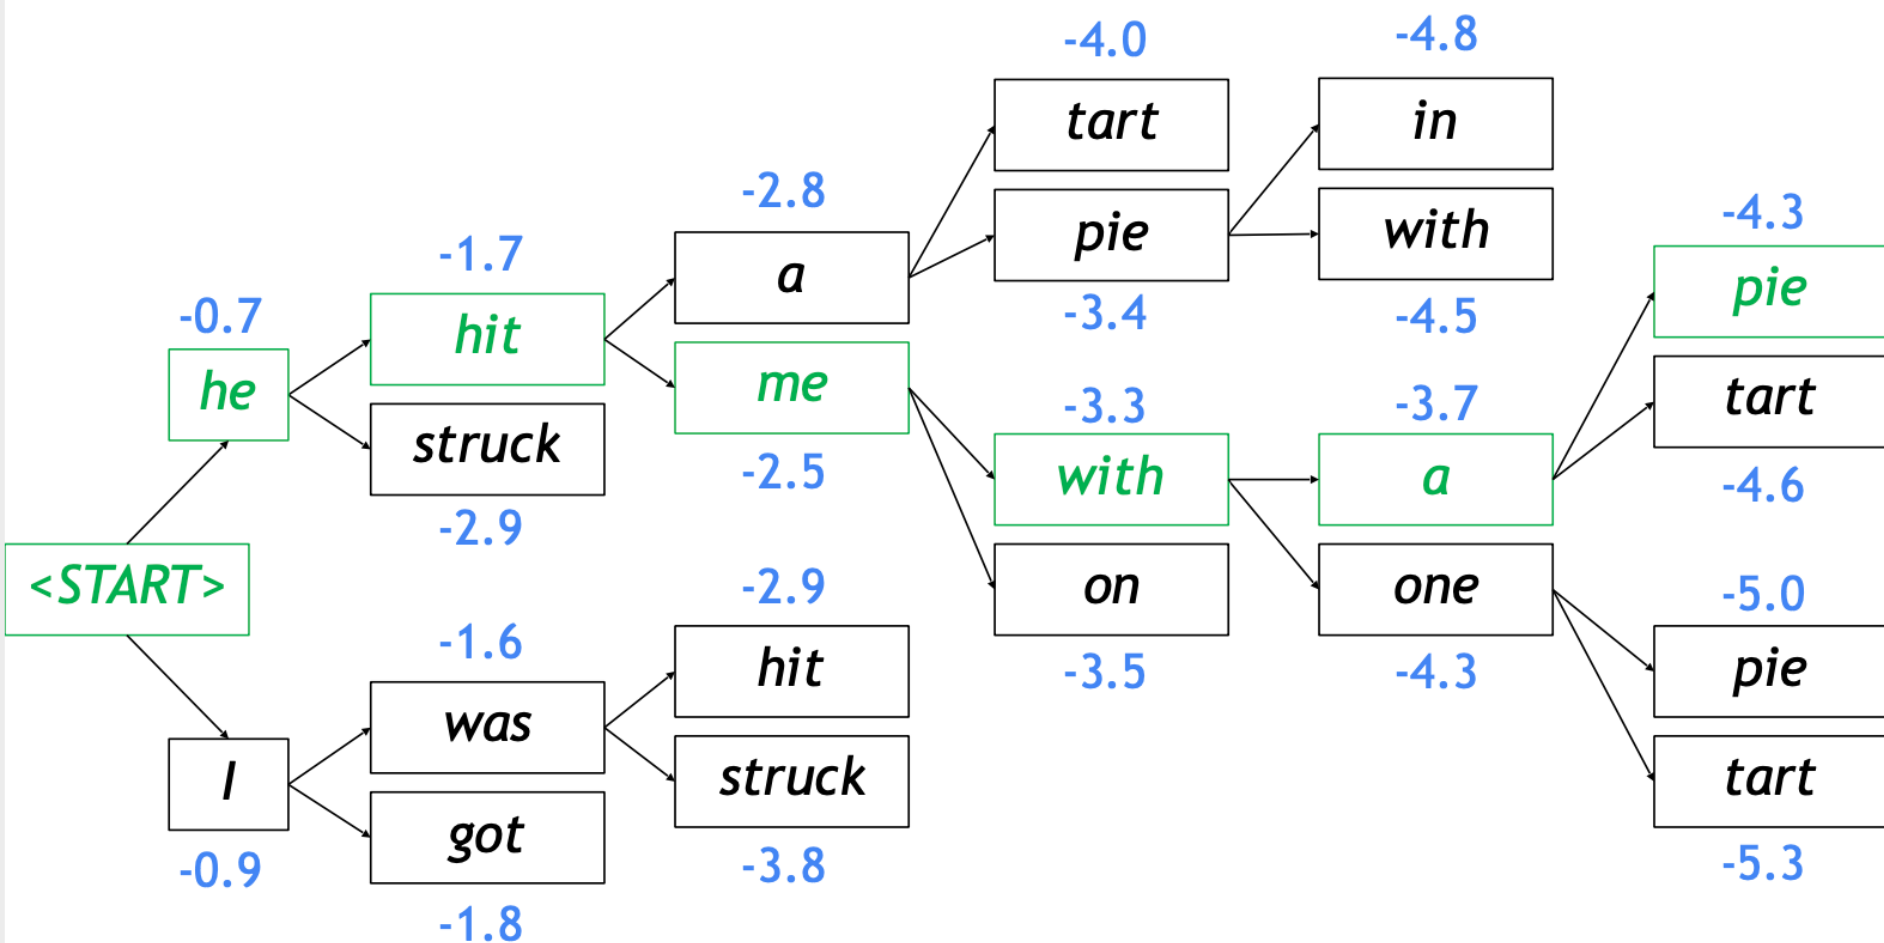 <START>
-0.7
he
I
-0.9
-1.7
hit
struck
-2.9
-1.6
was
got
-1.8
-2.8
a
me
-2.5
-2.9
hit
struck
-3.8
-4.0
tart
pie
-3.4
-3.3
with
on
-3.5
-4.8
in
with
-4.5
-3.7
a
one
-4.3
-4.3
pie
tart
-4.6
-5.0
pie
tart
-5.3